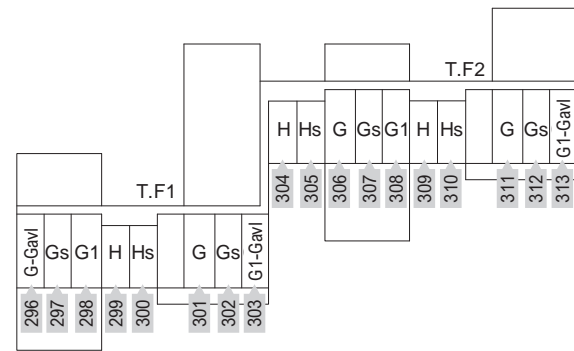 T.F2
H Hs G Gs G1 H Hs G Gs G1-Gavl
304 305 306 307 308 309 310 311 312 313
T.F1
G-Gavl Gs G1 H Hs G Gs G1-Gavl
296 297 298 299 300 301 302 303